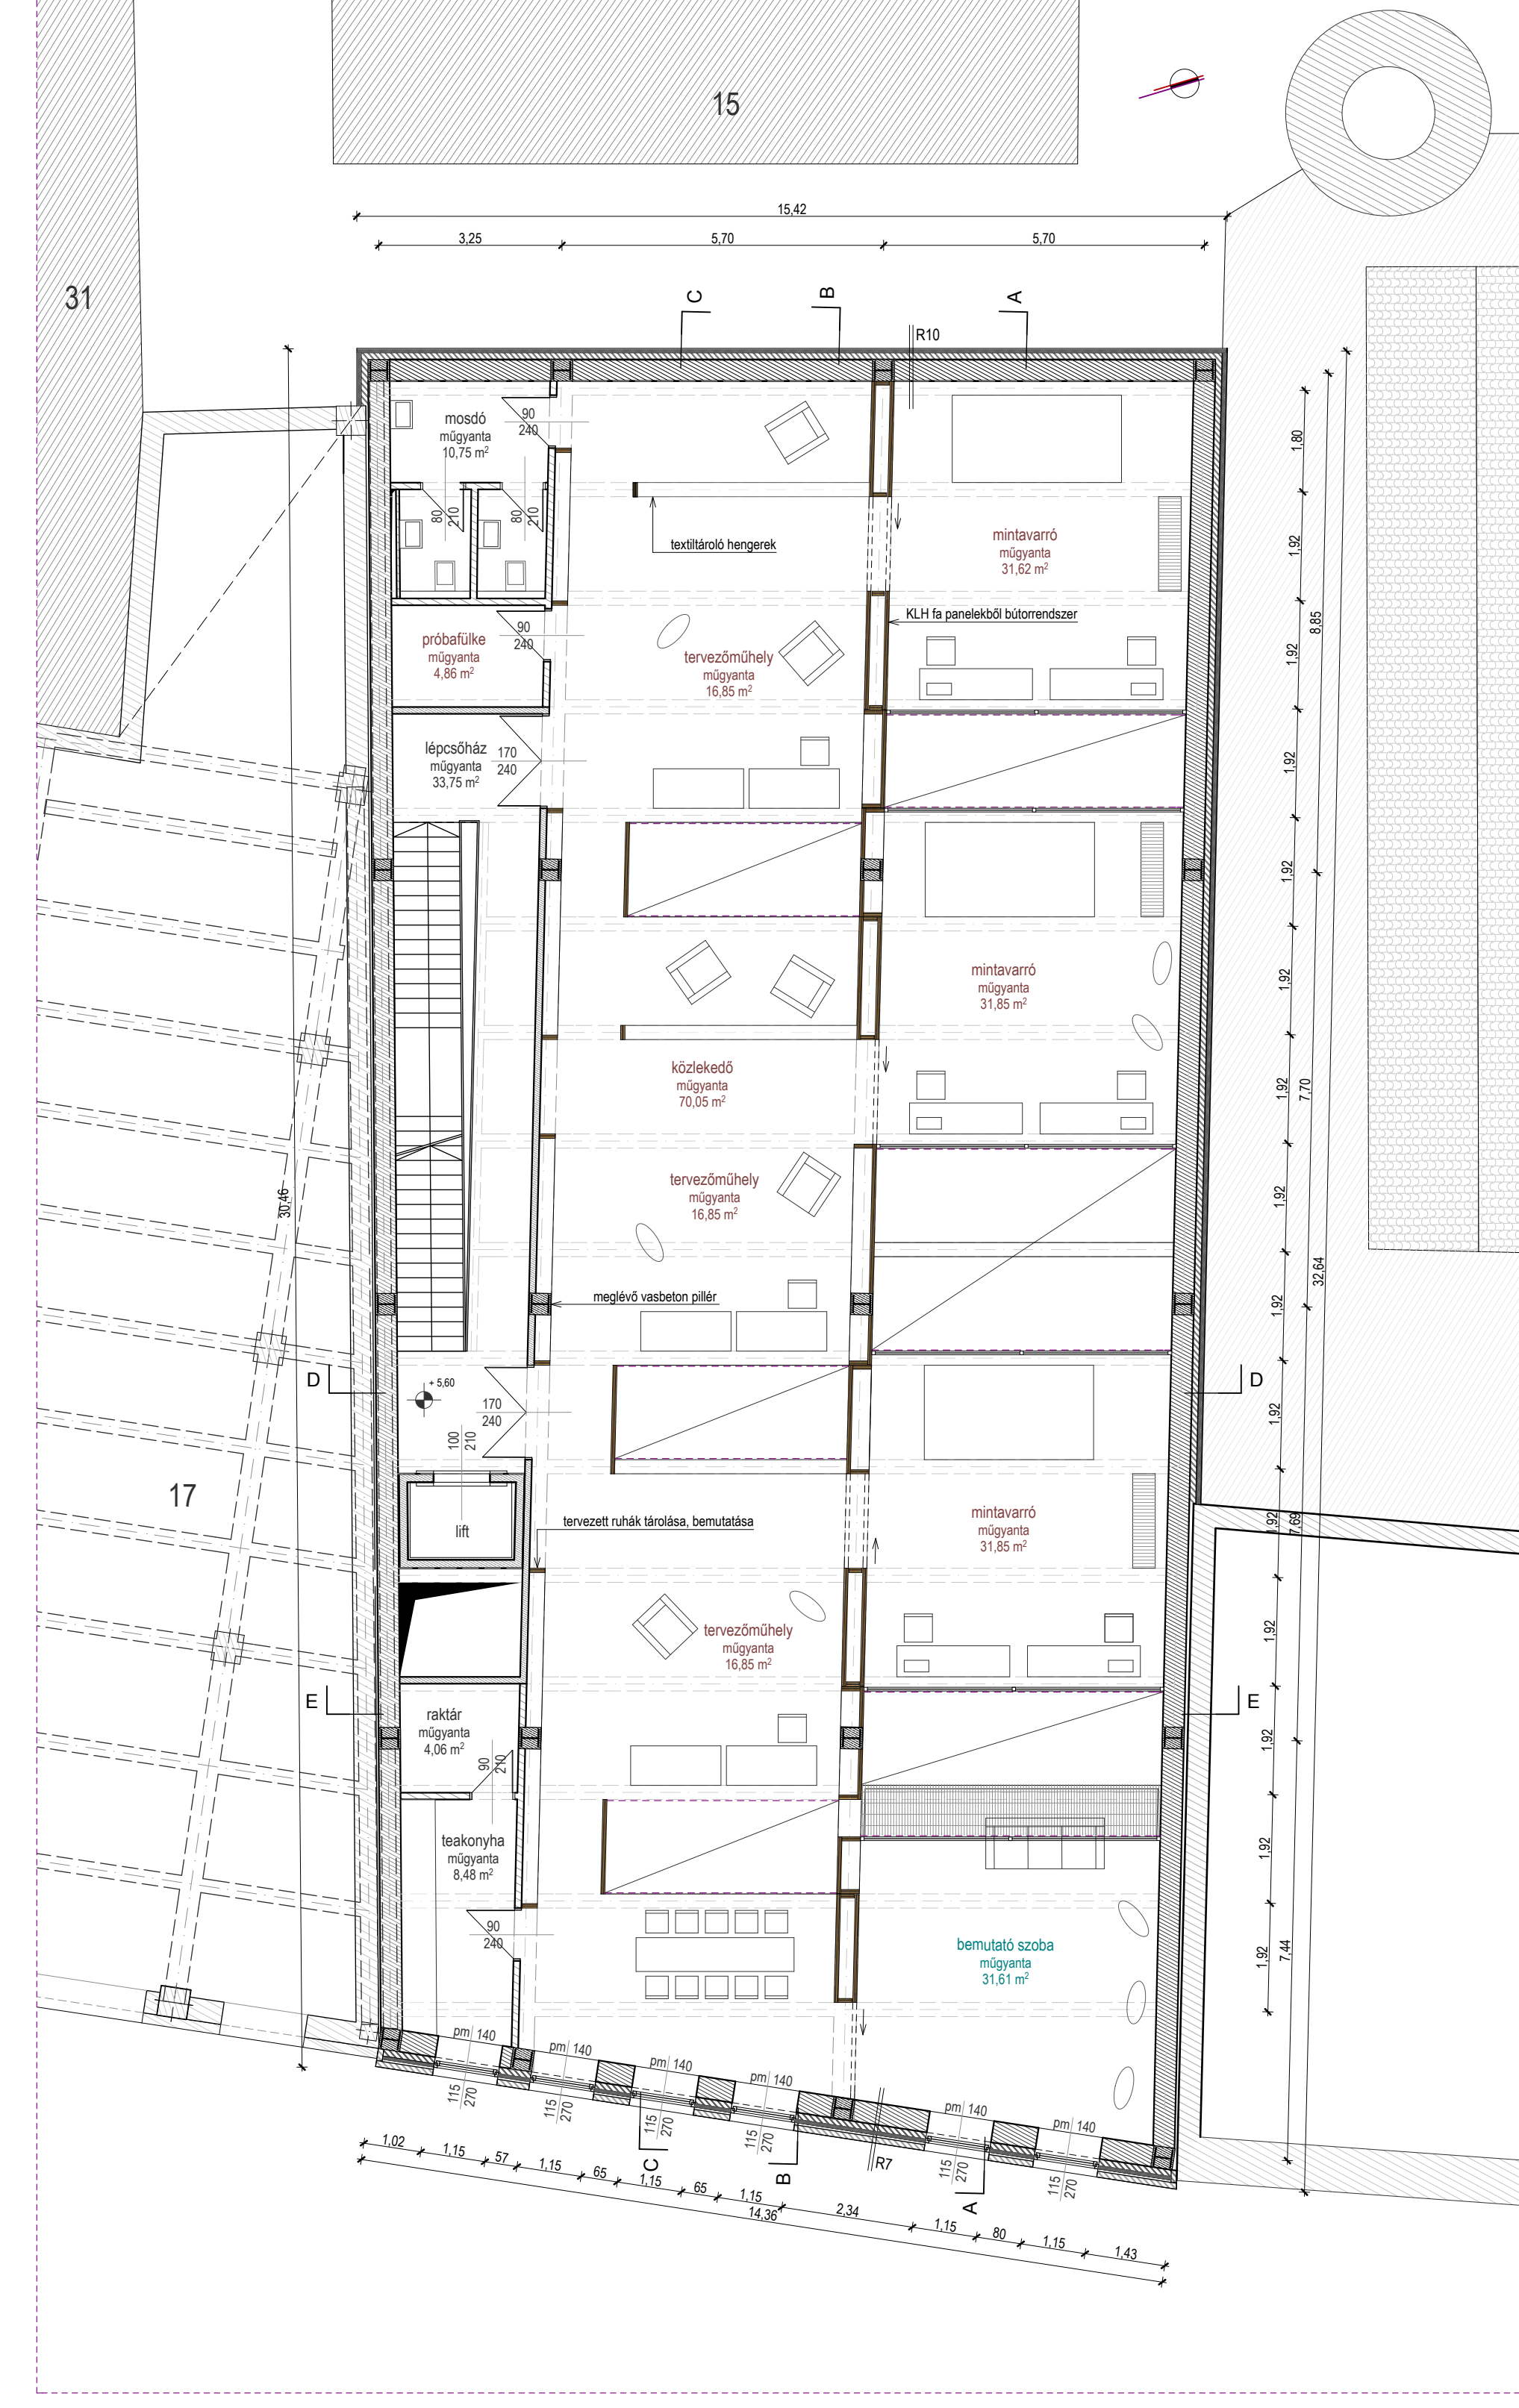 15
31
15,42
3,25
5,70
5,70
C
B
A
R10
mosdó
műgyanta
10,75 m²
90
240
80
210
80
210
1,80
textiltároló hengerek
mintavarró
műgyanta
31,62 m²
1,92
KLH fa panelekből bútorrendszer
8,85
próbafülke
műgyanta
4,86 m²
90
240
tervezőműhely
műgyanta
16,85 m²
1,92
lépcsőház
műgyanta
33,75 m²
170
240
1,92
1,92
mintavarró
műgyanta
31,85 m²
1,92
közlekedő
műgyanta
70,05 m²
1,92
7,70
tervezőműhely
műgyanta
16,85 m²
30,46
1,92
32,64
meglévő vasbeton pillér
1,92
D
D
+ 5,60
170
240
100
210
1,92
17
lift
tervezett ruhák tárolása, bemutatása
mintavarró
műgyanta
31,85 m²
1,92
7,69
tervezőműhely
műgyanta
16,85 m²
1,92
E
E
raktár
műgyanta
4,06 m²
90
210
1,92
teakonyha
műgyanta
8,48 m²
1,92
90
240
bemutató szoba
műgyanta
31,61 m²
1,92
7,44
pm 140
pm 140
pm 140
pm 140
pm 140
pm 140
115
270
115
270
115
270
115
270
115
270
115
270
C
B
R7
A
1,02
1,15
57
1,15
65
1,15
65
1,15
2,34
1,15
80
1,15
1,43
14,36